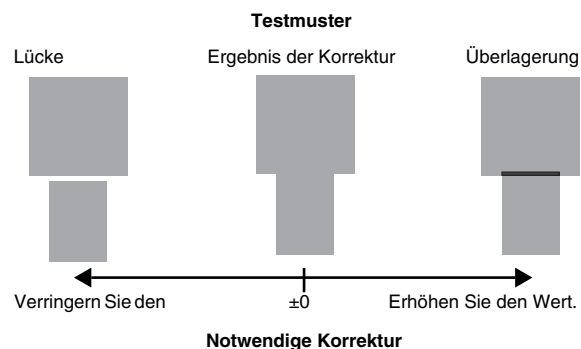 Testmuster
Lücke Ergebnis der Korrektur Überlagerung
Verringern Sie den ±0 Erhöhen Sie den Wert.
Notwendige Korrektur